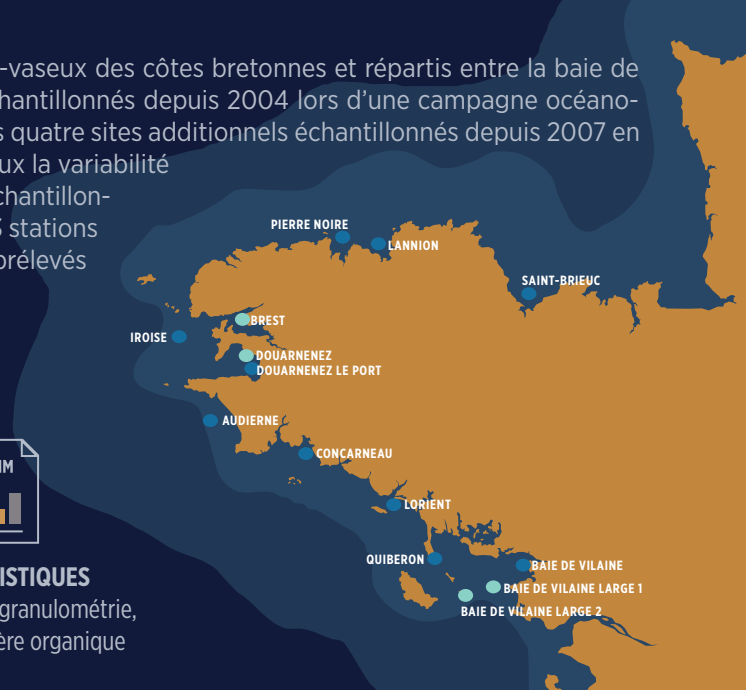 -vaseux des côtes bretonnes et répartis entre la baie de
hantillonnés depuis 2004 lors d’une campagne océano-
s quatre sites additionnels échantillonnés depuis 2007 en
ux la variabilité
chantillon-
stations
prélevés
PIERRE NOIRE
LANNION
SAINT-BRIEUC
BREST
IROISE
DOUARNENEZ
DOUARNENEZ LE PORT
AUDIERNE
CONCARNEAU
LORIENT
QUIBERON
BAIE DE VILAINE
BAIE DE VILAINE LARGE 1
BAIE DE VILAINE LARGE 2
IM
ISTIQUES
granulométrie,
ère organique